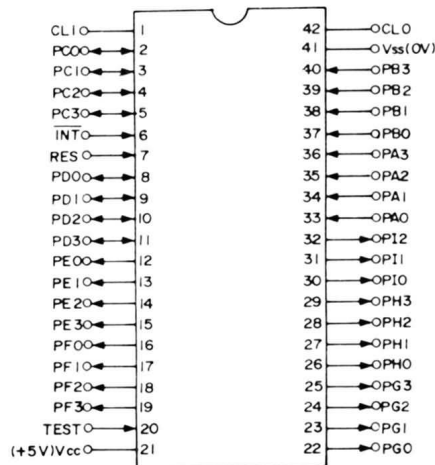 CL1 1 42 CLO
PC0 2 41 Vss(0V)
PC1 3 40 PB3
PC2 4 39 PB2
PC3 5 38 PB1
INT 6 37 PB0
RES 7 36 PA3
PD0 8 35 PA2
PD1 9 34 PA1
PD2 10 33 PA0
PD3 11 32 PI2
PE0 12 31 PI1
PE1 13 30 PI0
PE2 14 29 PH3
PE3 15 28 PH2
PF0 16 27 PH1
PF1 17 26 PH0
PF2 18 25 PG3
PF3 19 24 PG2
TEST 20 23 PG1
(+5V)Vcc 21 22 PG0